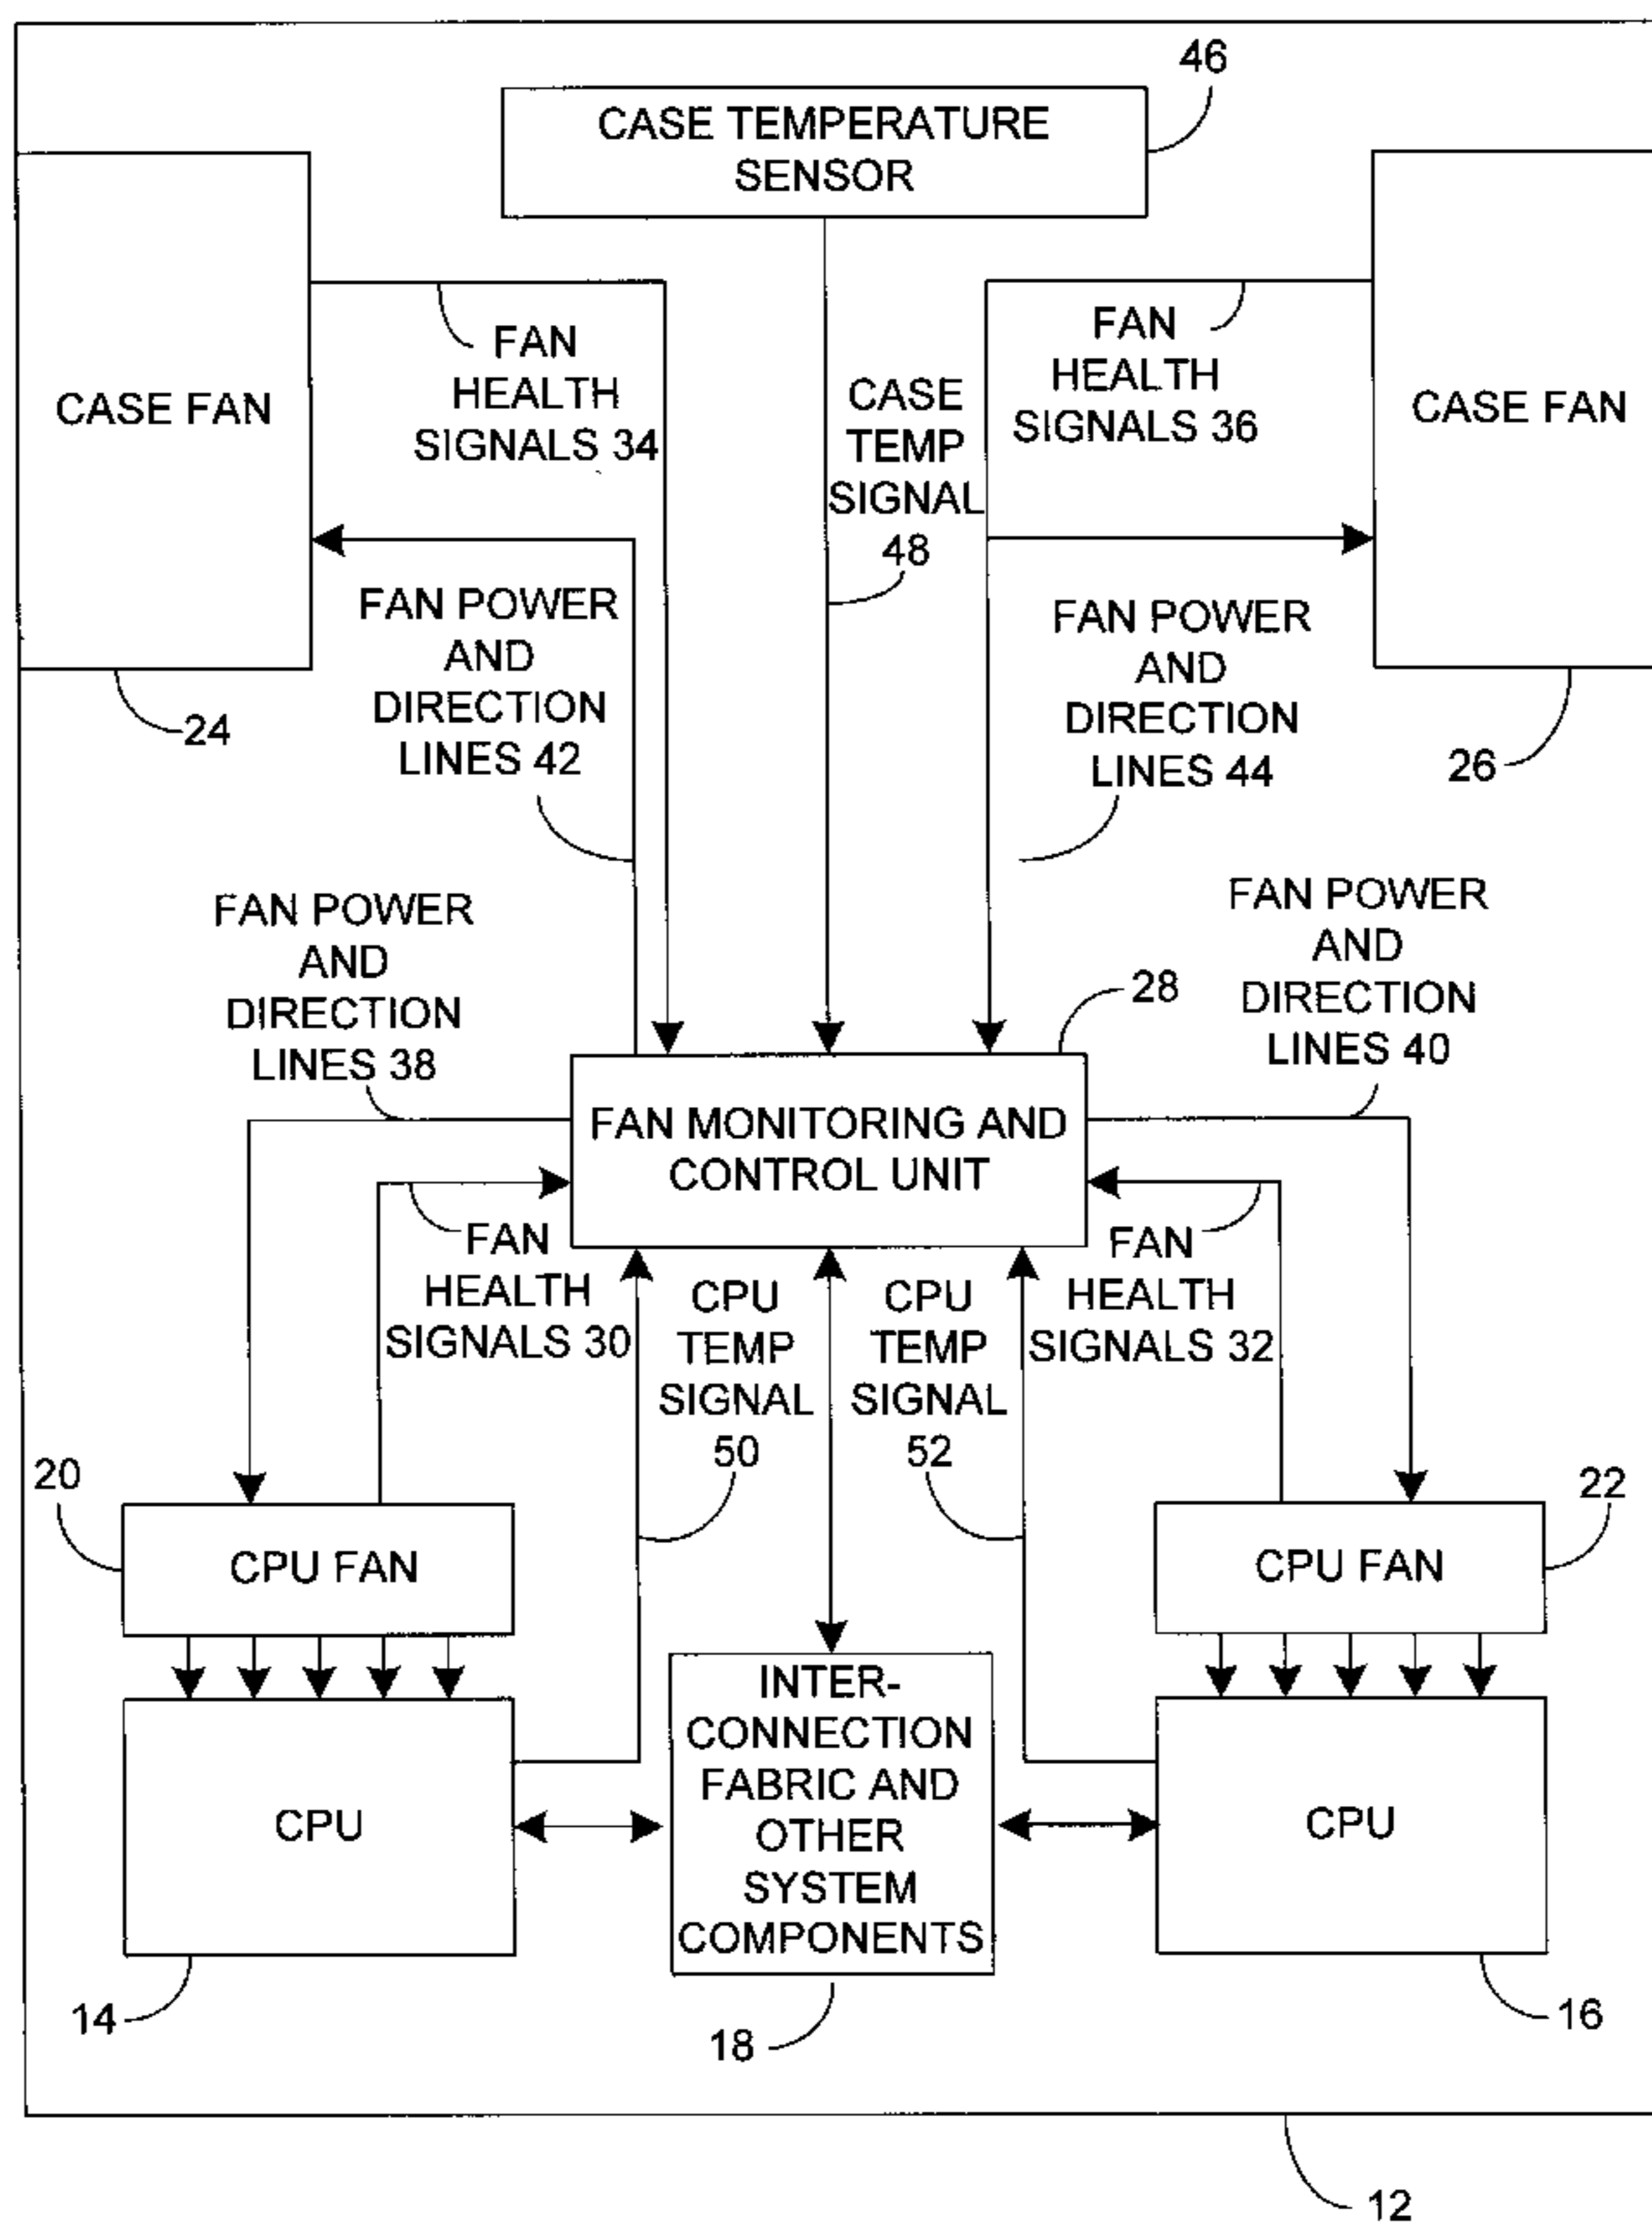 46
CASE TEMPERATURE
SENSOR
CASE FAN
FAN
HEALTH
SIGNALS 34
CASE
TEMP
SIGNAL
48
FAN
HEALTH
SIGNALS 36
CASE FAN
24
FAN POWER
AND
DIRECTION
LINES 42
FAN POWER
AND
DIRECTION
LINES 44
26
FAN POWER
AND
DIRECTION
LINES 38
28
FAN POWER
AND
DIRECTION
LINES 40
FAN MONITORING AND
CONTROL UNIT
FAN
HEALTH
SIGNALS 30
CPU
TEMP
SIGNAL
50
CPU
TEMP
SIGNAL
52
FAN
HEALTH
SIGNALS 32
20
CPU FAN
22
CPU FAN
CPU
INTER-
CONNECTION
FABRIC AND
OTHER
SYSTEM
COMPONENTS
CPU
14
18
16
12